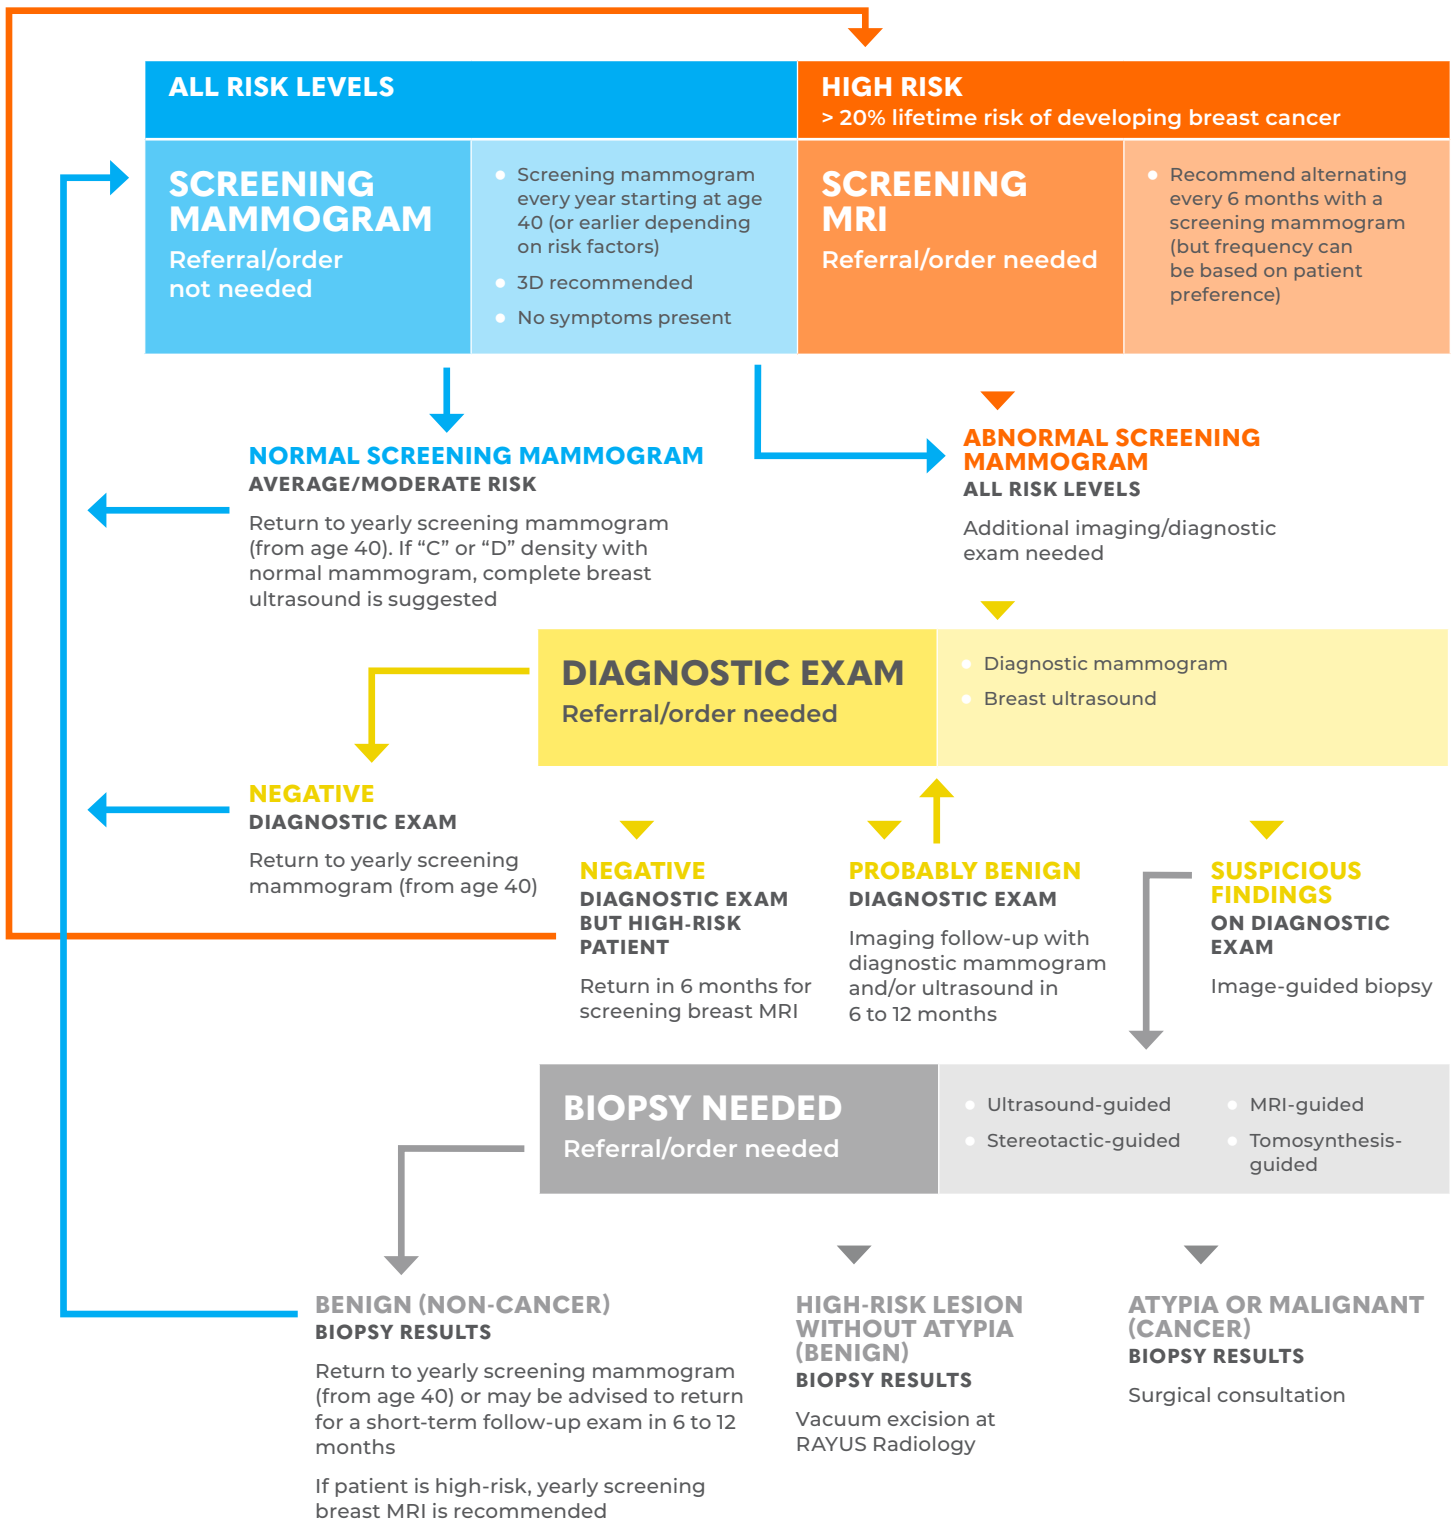 ALL RISK LEVELS
HIGH RISK
> 20% lifetime risk of developing breast cancer
SCREENING
MAMMOGRAM
Referral/order
not needed
Screening mammogram
every year starting at age
40 (or earlier depending
on risk factors)
3D recommended
No symptoms present
SCREENING
MRI
Referral/order needed
Recommend alternating
every 6 months with a
screening mammogram
(but frequency can
be based on patient
preference)
NORMAL SCREENING MAMMOGRAM
AVERAGE/MODERATE RISK
Return to yearly screening mammogram
(from age 40). If “C” or “D” density with
normal mammogram, complete breast
ultrasound is suggested
ABNORMAL SCREENING
MAMMOGRAM
ALL RISK LEVELS
Additional imaging/diagnostic
exam needed
DIAGNOSTIC EXAM
Referral/order needed
Diagnostic mammogram
Breast ultrasound
NEGATIVE
DIAGNOSTIC EXAM
Return to yearly screening
mammogram (from age 40)
NEGATIVE
DIAGNOSTIC EXAM
BUT HIGH-RISK
PATIENT
Return in 6 months for
screening breast MRI
PROBABLY BENIGN
DIAGNOSTIC EXAM
Imaging follow-up with
diagnostic mammogram
and/or ultrasound in
6 to 12 months
SUSPICIOUS
FINDINGS
ON DIAGNOSTIC
EXAM
Image-guided biopsy
BIOPSY NEEDED
Referral/order needed
Ultrasound-guided
Stereotactic-guided
MRI-guided
Tomosynthesis-
guided
BENIGN (NON-CANCER)
BIOPSY RESULTS
Return to yearly screening mammogram
(from age 40) or may be advised to return
for a short-term follow-up exam in 6 to 12
months
If patient is high-risk, yearly screening
breast MRI is recommended
HIGH-RISK LESION
WITHOUT ATYPIA
(BENIGN)
BIOPSY RESULTS
Vacuum excision at
RAYUS Radiology
ATYPIA OR MALIGNANT
(CANCER)
BIOPSY RESULTS
Surgical consultation